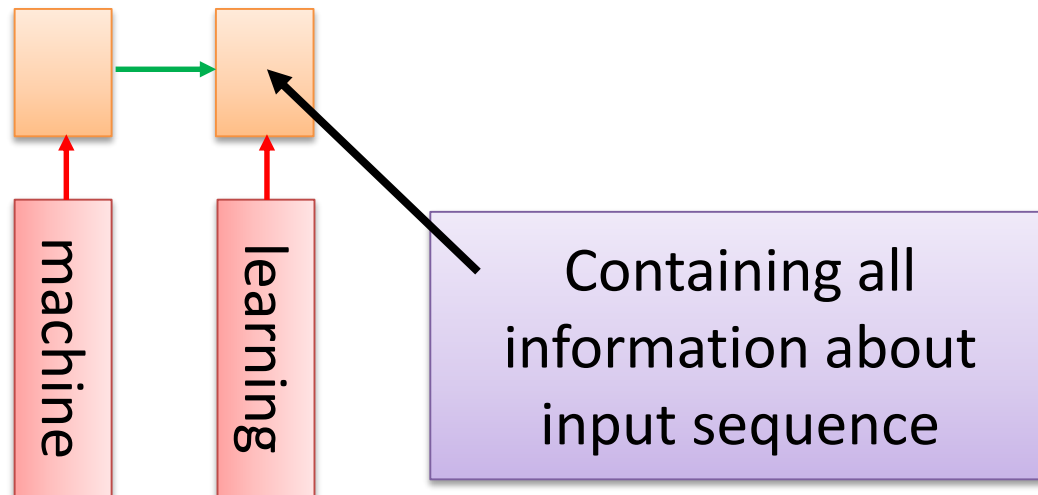 machine
learning
Containing all
information about
input sequence